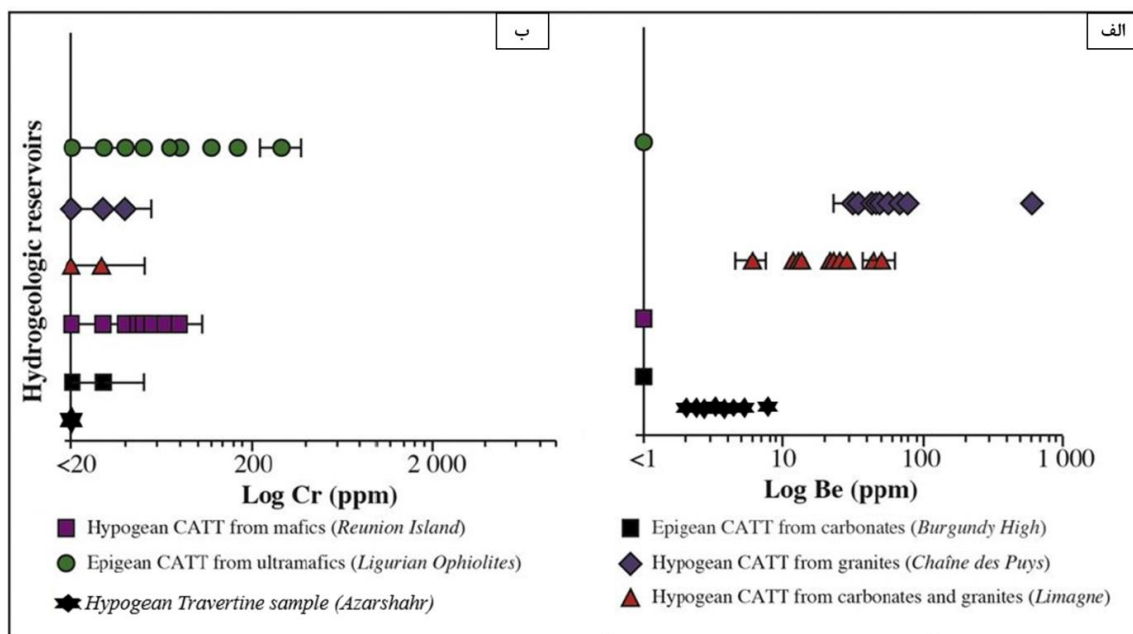 ب
الف
Hydrogeologic reservoirs
<20 200 2 000
Log Cr (ppm)
<1 10 100 1 000
Log Be (ppm)
Hypogean CATT from mafics (Reunion Island)
Epigean CATT from ultramafics (Ligurian Ophiolites)
Hypogean Travertine sample (Azarshahr)
Epigean CATT from carbonates (Burgundy High)
Hypogean CATT from granites (Chaîne des Puys)
Hypogean CATT from carbonates and granites (Limagne)